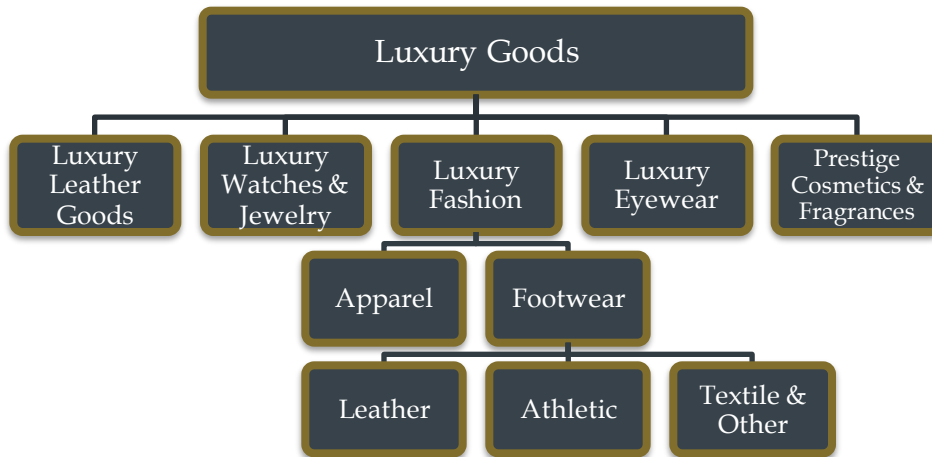 Luxury Goods
Luxury
Leather
Goods
Luxury
Watches &
Jewelry
Luxury
Fashion
Luxury
Eyewear
Prestige
Cosmetics &
Fragrances
Apparel
Footwear
Leather
Athletic
Textile &
Other